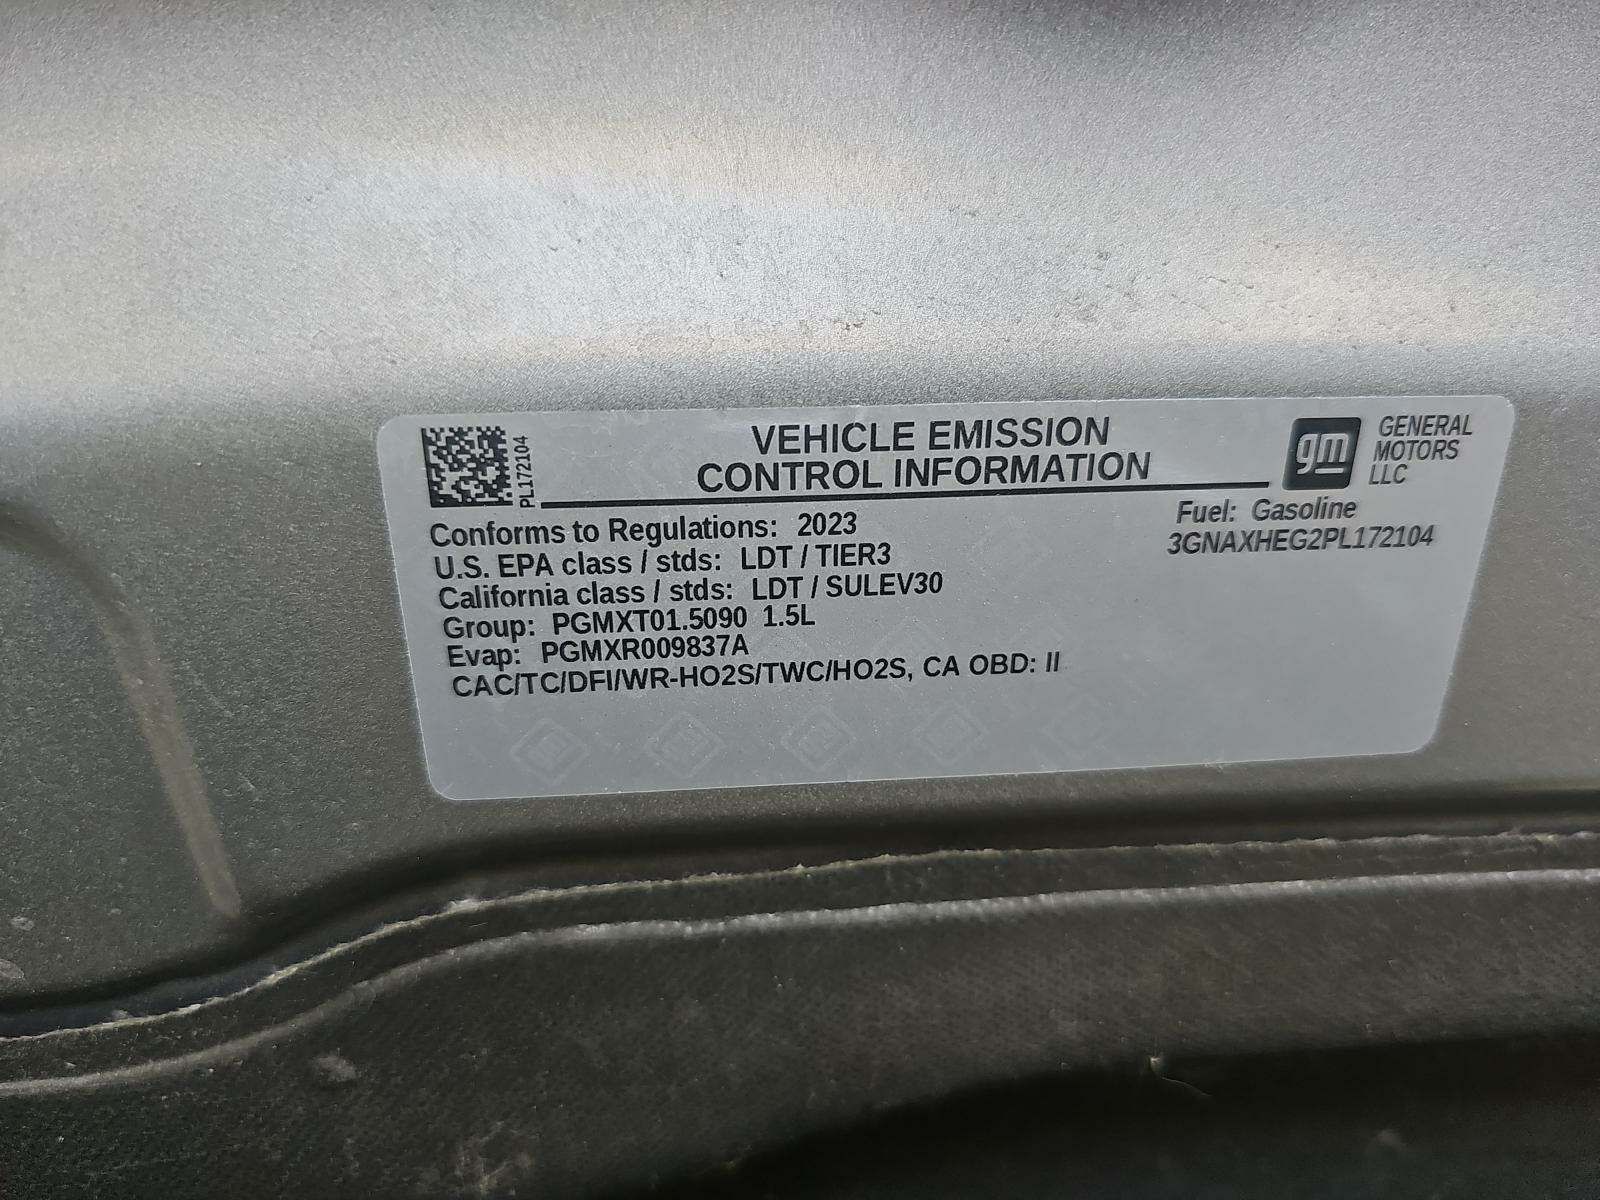 PL172104
VEHICLE EMISSION
CONTROL INFORMATION
gm
GENERAL
MOTORS
LLC
Conforms to Regulations: 2023
U.S. EPA class / stds: LDT / TIER3
California class / stds: LDT / SULEV30
Group: PGMXT01.5090 1.5L
Evap: PGMXR009837A
CAC/TC/DFI/WR-HO2S/TWC/HO2S, CA OBD: II
Fuel: Gasoline
3GNAXHEG2PL172104